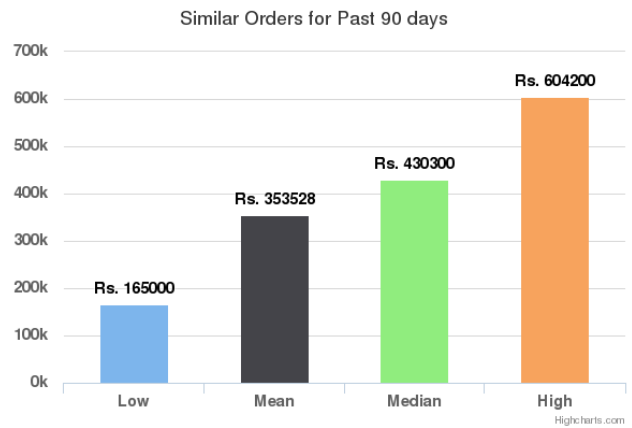 Similar Orders for Past 90 days
700k
600k
500k
400k
300k
200k
100k
0k
Rs. 165000
Rs. 353528
Rs. 430300
Rs. 604200
Low
Mean
Median
High
Highcharts.com